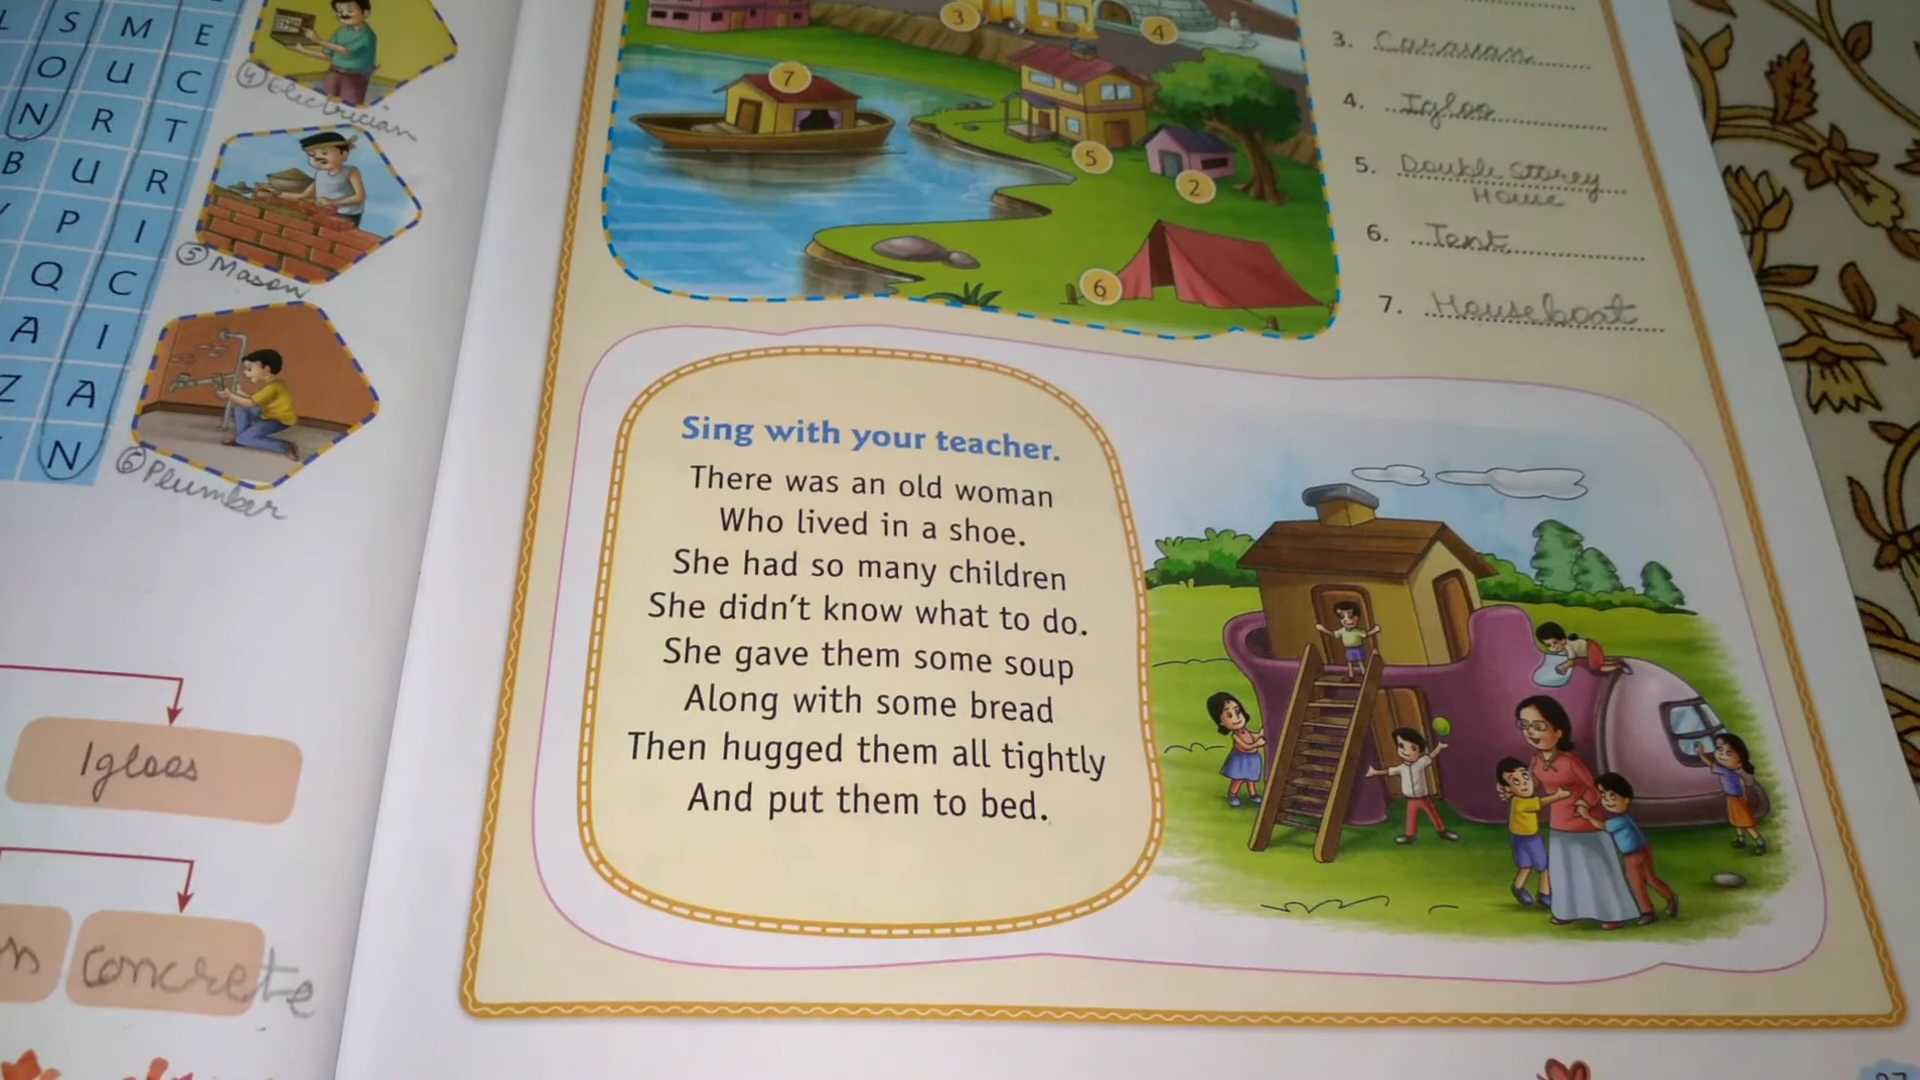 S M E
O U C
N R T
B U R
P I
Q C
A I
Z A
N
4 Electrician
5 Mason
6 Plumber
Igloos
Concrete
3
4
7
5
2
6
3. Caravan
4. Igloo
5. Double Storey
Home
6. Tent
7. Houseboat
Sing with your teacher.
There was an old woman
Who lived in a shoe.
She had so many children
She didn't know what to do.
She gave them some soup
Along with some bread
Then hugged them all tightly
And put them to bed.